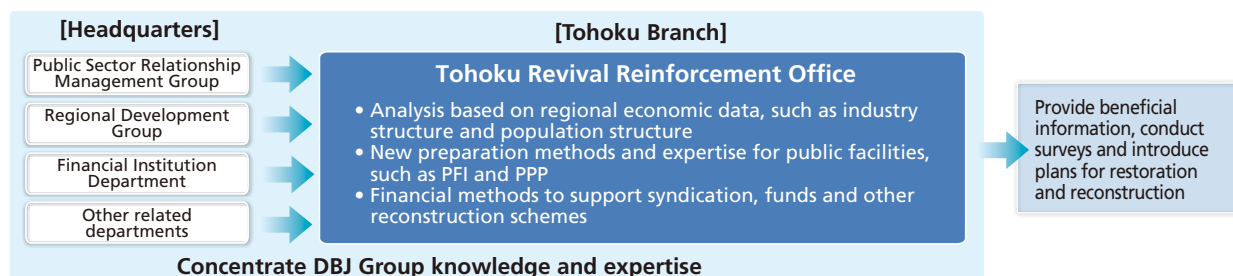 [Headquarters]
Public Sector Relationship
Management Group
Regional Development
Group
Financial Institution
Department
Other related
departments
[Tohoku Branch]
Tohoku Revival Reinforcement Office
• Analysis based on regional economic data, such as industry
structure and population structure
• New preparation methods and expertise for public facilities,
such as PFI and PPP
• Financial methods to support syndication, funds and other
reconstruction schemes
Concentrate DBJ Group knowledge and expertise
Provide beneficial
information, conduct
surveys and introduce
plans for restoration
and reconstruction